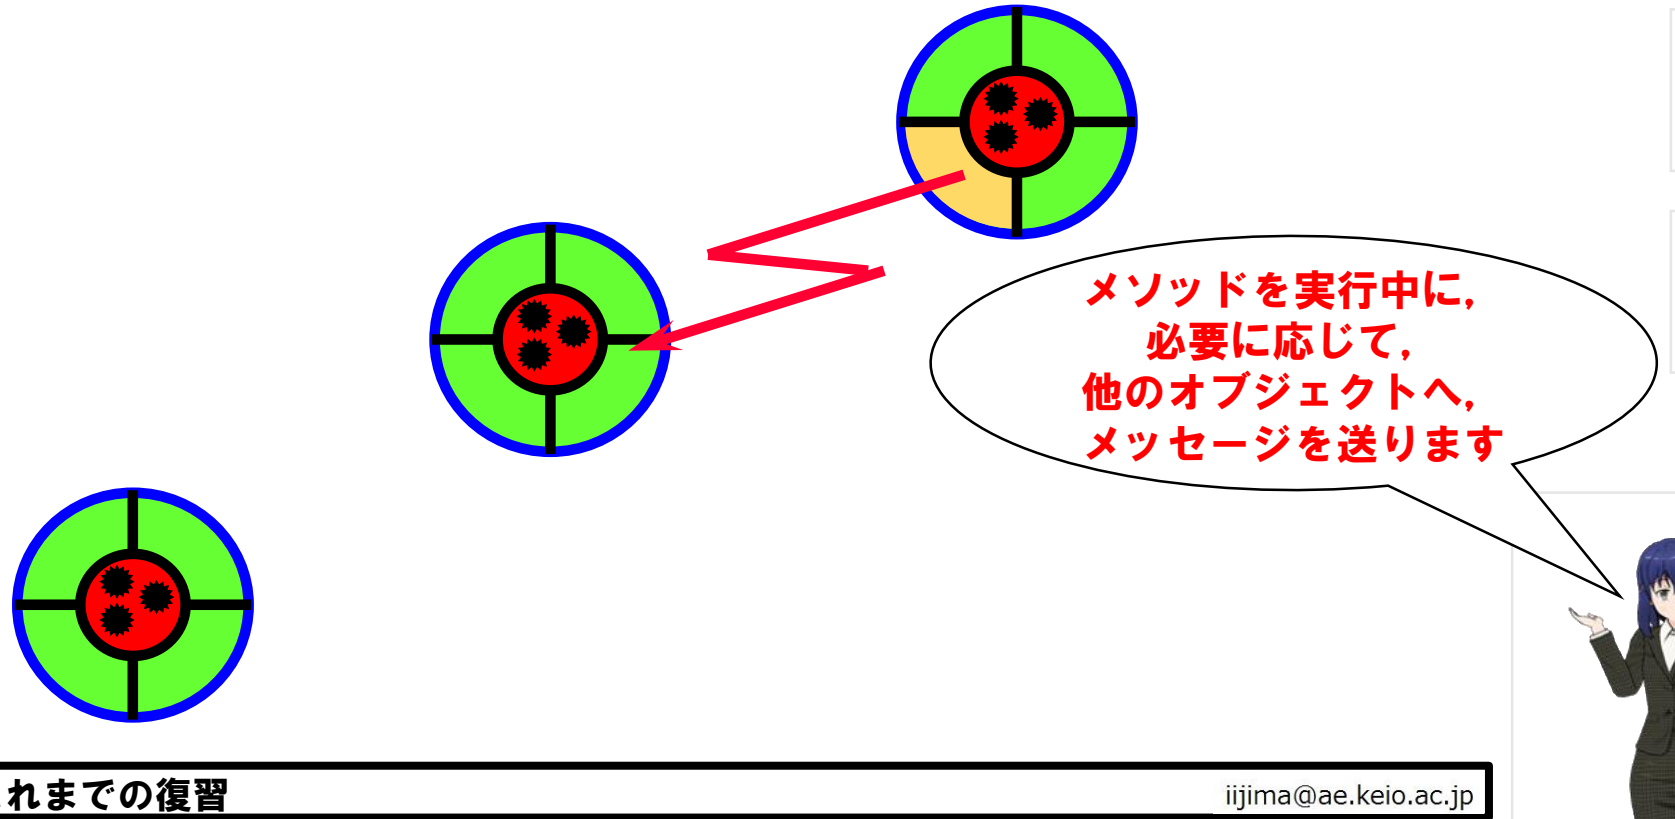 メソッドを実行中に,
必要に応じて,
他のオブジェクトへ,
メッセージを送ります
れまでの復習
iijima@ae.keio.ac.jp